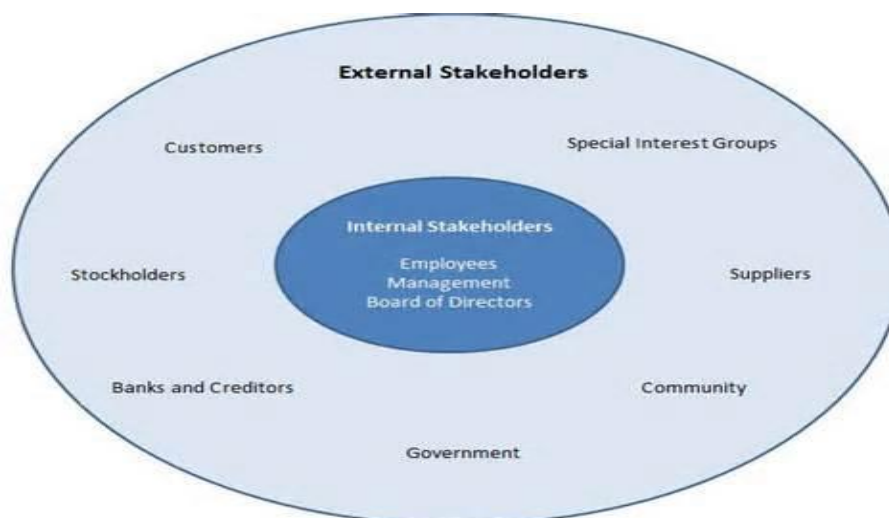 External Stakeholders
Customers
Special Interest Groups
Internal Stakeholders
Employees
Management
Board of Directors
Stockholders
Suppliers
Banks and Creditors
Community
Government